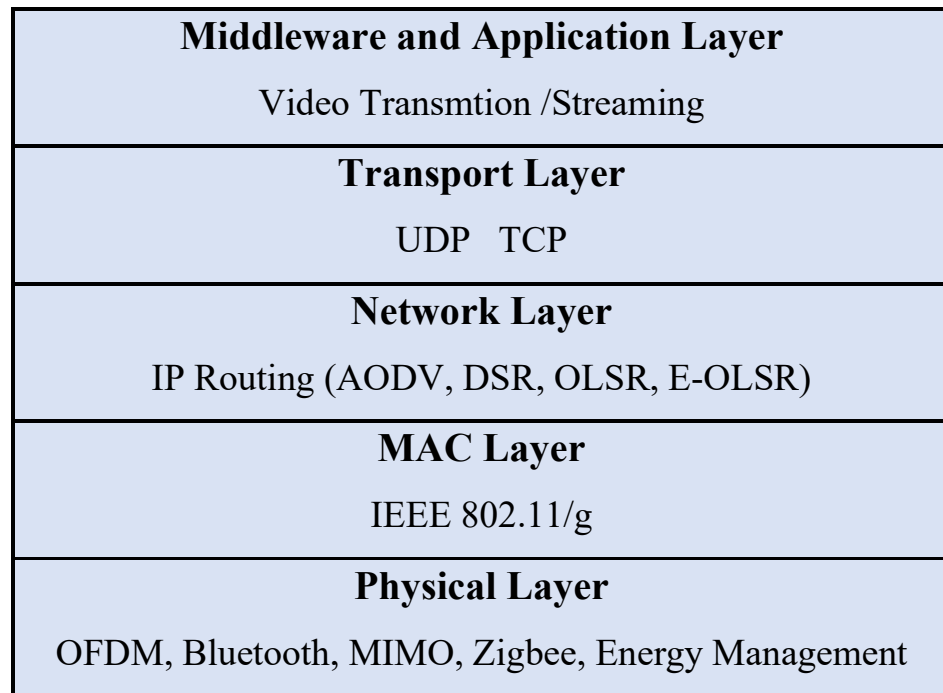 Middleware and Application Layer
Video Transmtion /Streaming
Transport Layer
UDP TCP
Network Layer
IP Routing (AODV, DSR, OLSR, E-OLSR)
MAC Layer
IEEE 802.11/g
Physical Layer
OFDM, Bluetooth, MIMO, Zigbee, Energy Management